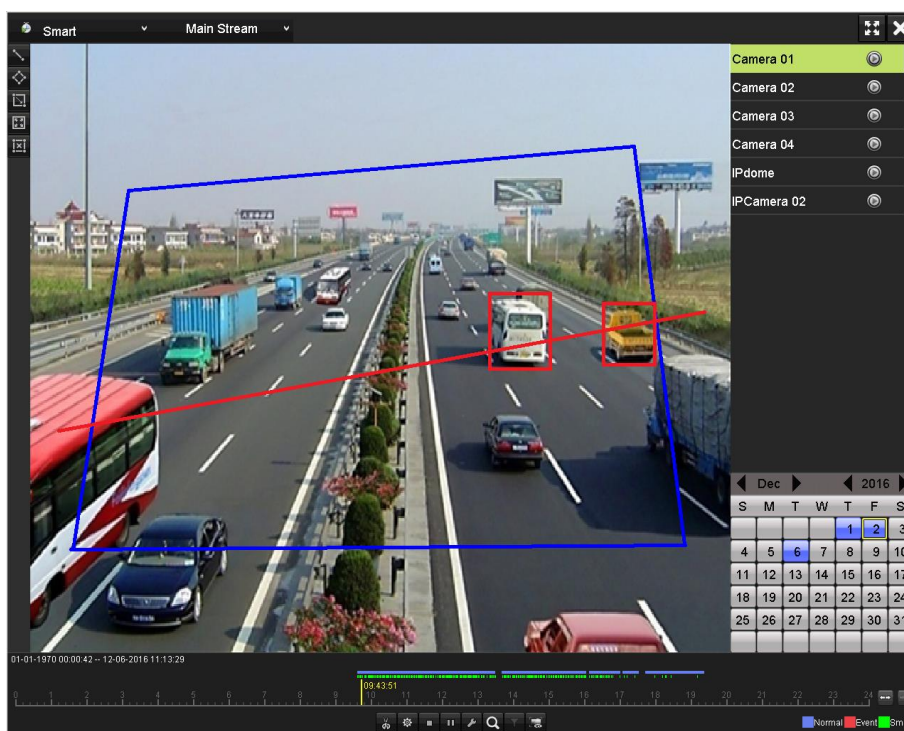 Smart
Main Stream
Camera 01
Camera 02
Camera 03
Camera 04
IPdome
IPCamera 02
Dec 2016
S M T W T F S
1 2 3
4 5 6 7 8 9 10
11 12 13 14 15 16 17
18 19 20 21 22 23 24
25 26 27 28 29 30 31
01-01-1970 00:00:42 -- 12-06-2016 11:13:29
09:43:51
0 1 2 3 4 5 6 7 8 9 10 11 12 13 14 15 16 17 18 19 20 21 22 23 24
Normal Event Sm